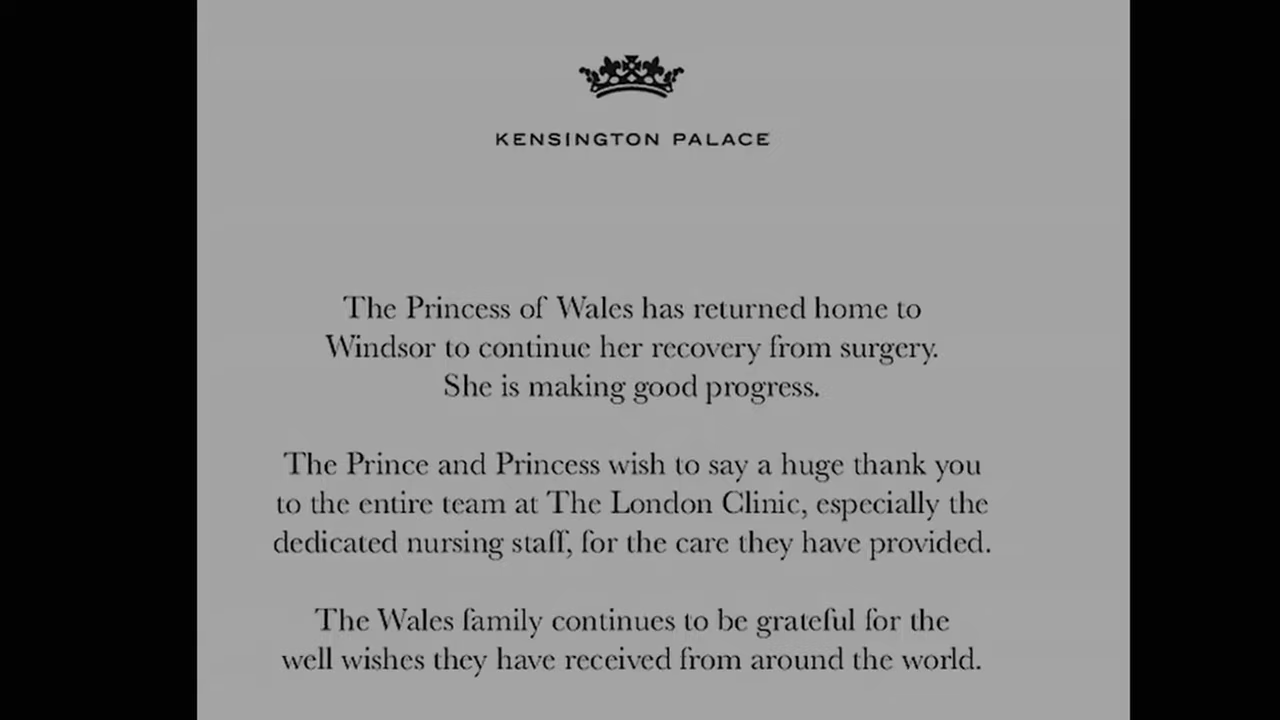 KENSINGTON PALACE
The Princess of Wales has returned home to
Windsor to continue her recovery from surgery.
She is making good progress.
The Prince and Princess wish to say a huge thank you
to the entire team at The London Clinic, especially the
dedicated nursing staff, for the care they have provided.
The Wales family continues to be grateful for the
well wishes they have received from around the world.